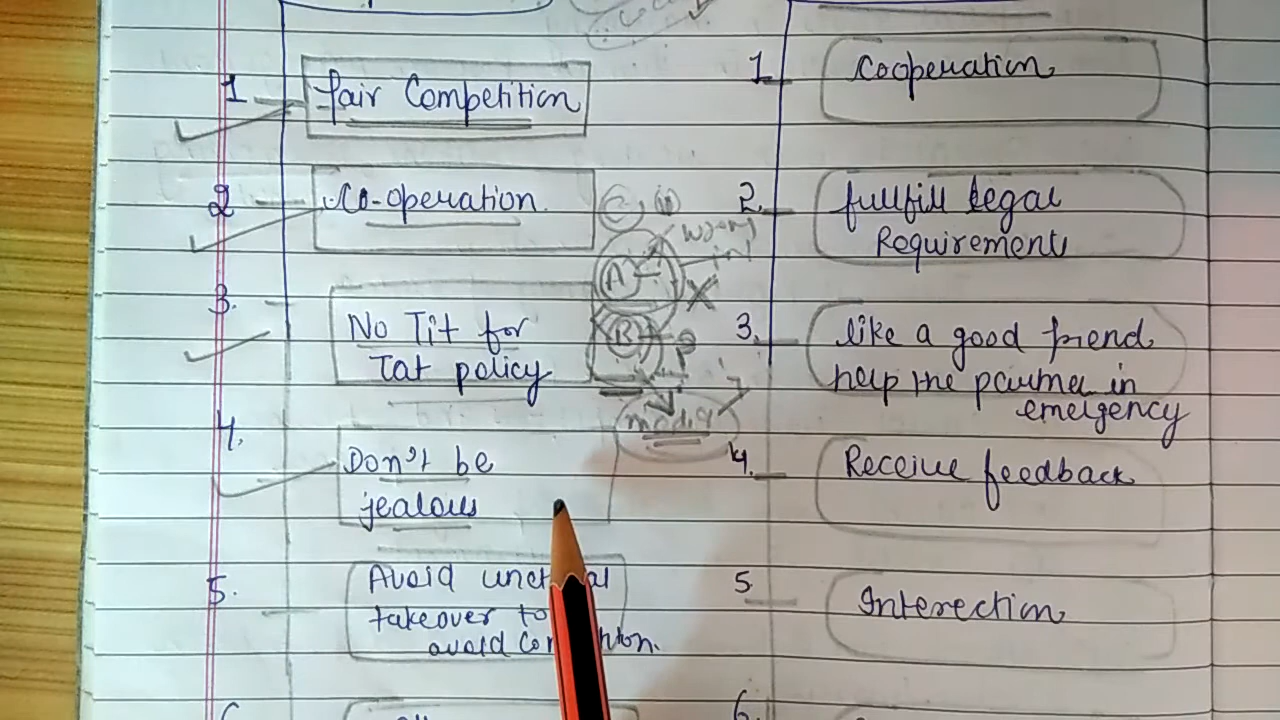 1 fair Competition
2 Co-operation
3. No Tit for
Tat policy
4. Don't be
jealous
5. Avoid
takeover to
avoid
1 Cooperation
2. fullfill legal
Requirement
3. like a good friend
help the partner in
emergency
4. Receive feedback
5 Interection
6.
C, D
wrong
A
B
media